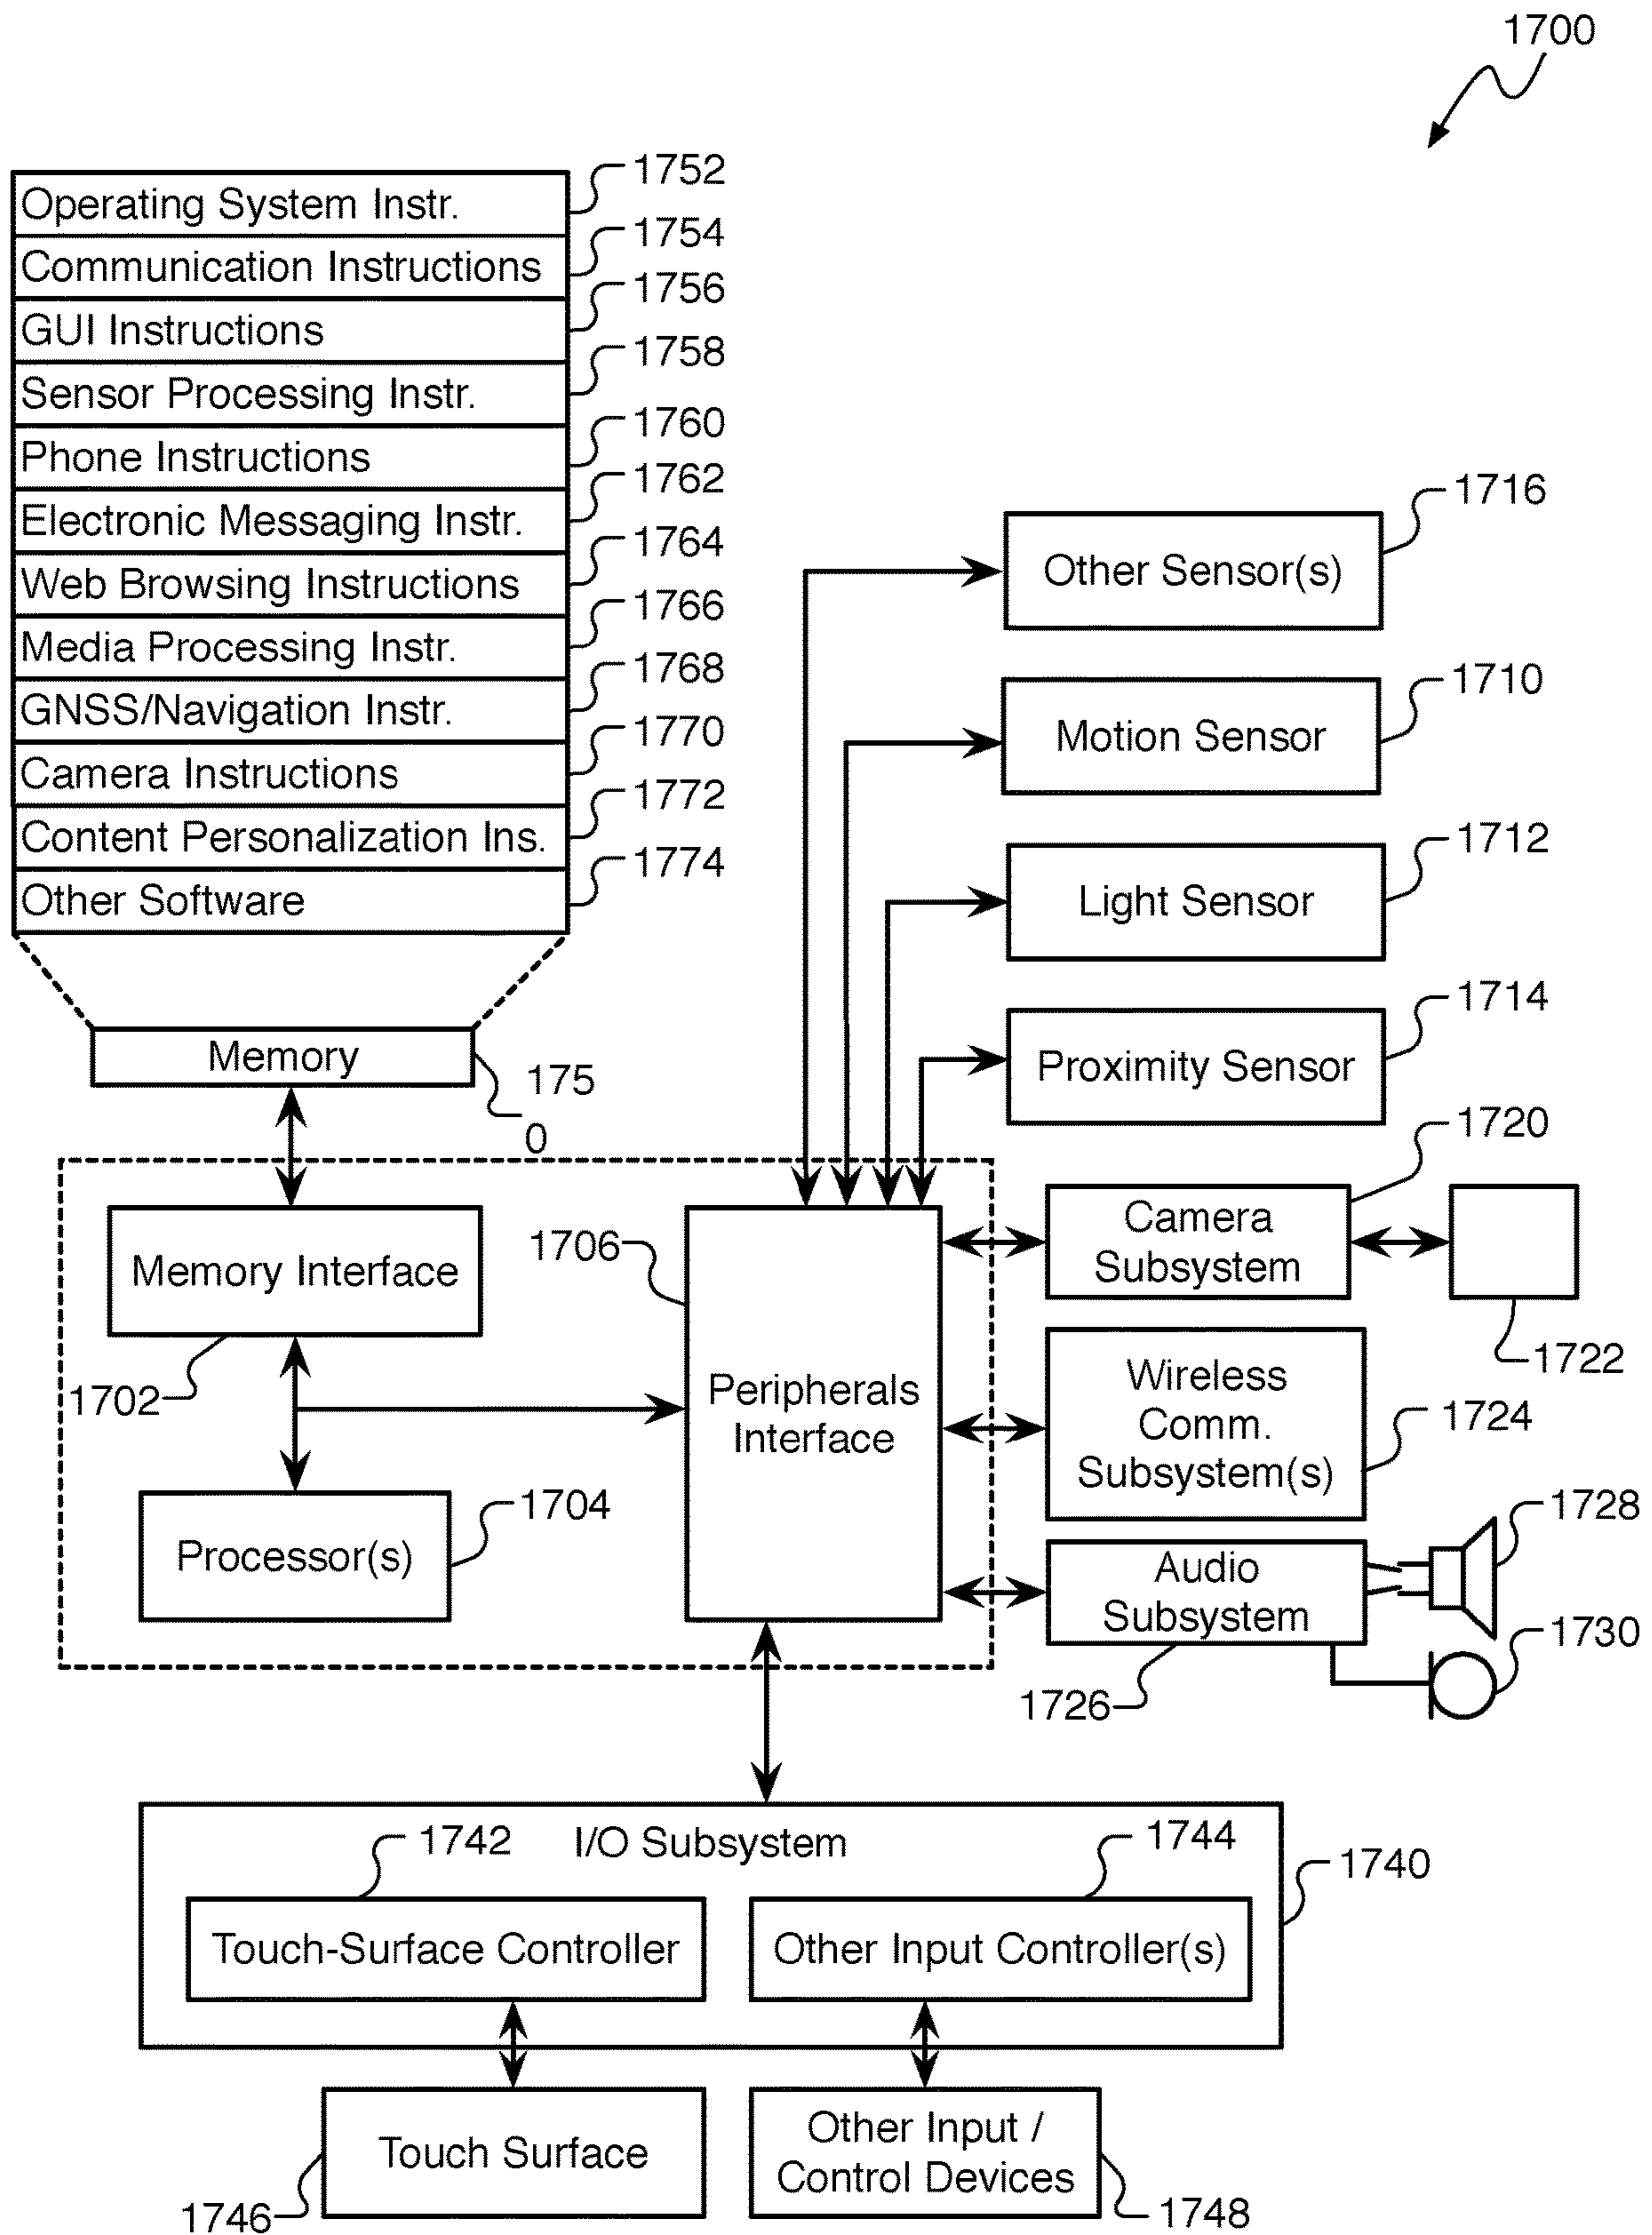 1700
Operating System Instr.
1752
Communication Instructions
1754
GUI Instructions
1756
Sensor Processing Instr.
1758
Phone Instructions
1760
Electronic Messaging Instr.
1762
Web Browsing Instructions
1764
Media Processing Instr.
1766
GNSS/Navigation Instr.
1768
Camera Instructions
1770
Content Personalization Ins.
1772
Other Software
1774
Memory
175
0
Other Sensor(s)
1716
Motion Sensor
1710
Light Sensor
1712
Proximity Sensor
1714
Memory Interface
1702
Processor(s)
1704
1706
Peripherals
Interface
Camera
Subsystem
1720
1722
Wireless
Comm.
Subsystem(s)
1724
Audio
Subsystem
1726
1728
1730
I/O Subsystem
1740
1742
Touch-Surface Controller
1744
Other Input Controller(s)
Touch Surface
1746
Other Input /
Control Devices
1748